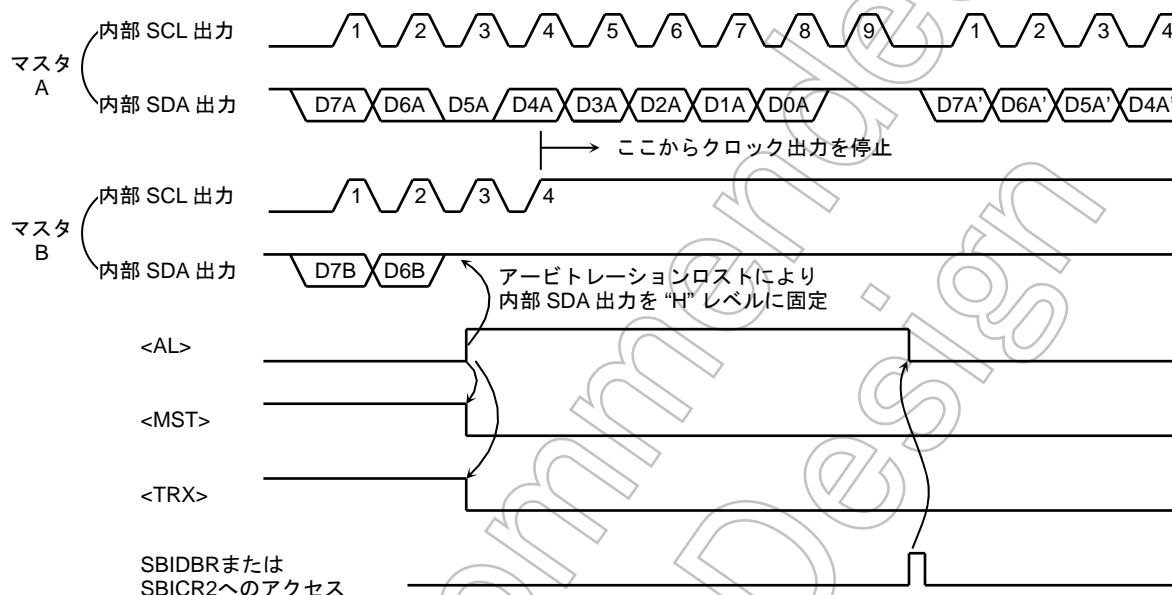 内部 SCL 出力 1 2 3 4 5 6 7 8 9 1 2 3 4
マスタ
A
内部 SDA 出力 D7A D6A D5A D4A D3A D2A D1A D0A D7A' D6A' D5A' D4A'
ここからクロック出力を停止
内部 SCL 出力 1 2 3 4
マスタ
B
内部 SDA 出力 D7B D6B
アービトレーションロストにより
内部 SDA 出力を “H” レベルに固定
<AL>
<MST>
<TRX>
SBIDBRまたは
SBICR2へのアクセス
ommende
Design